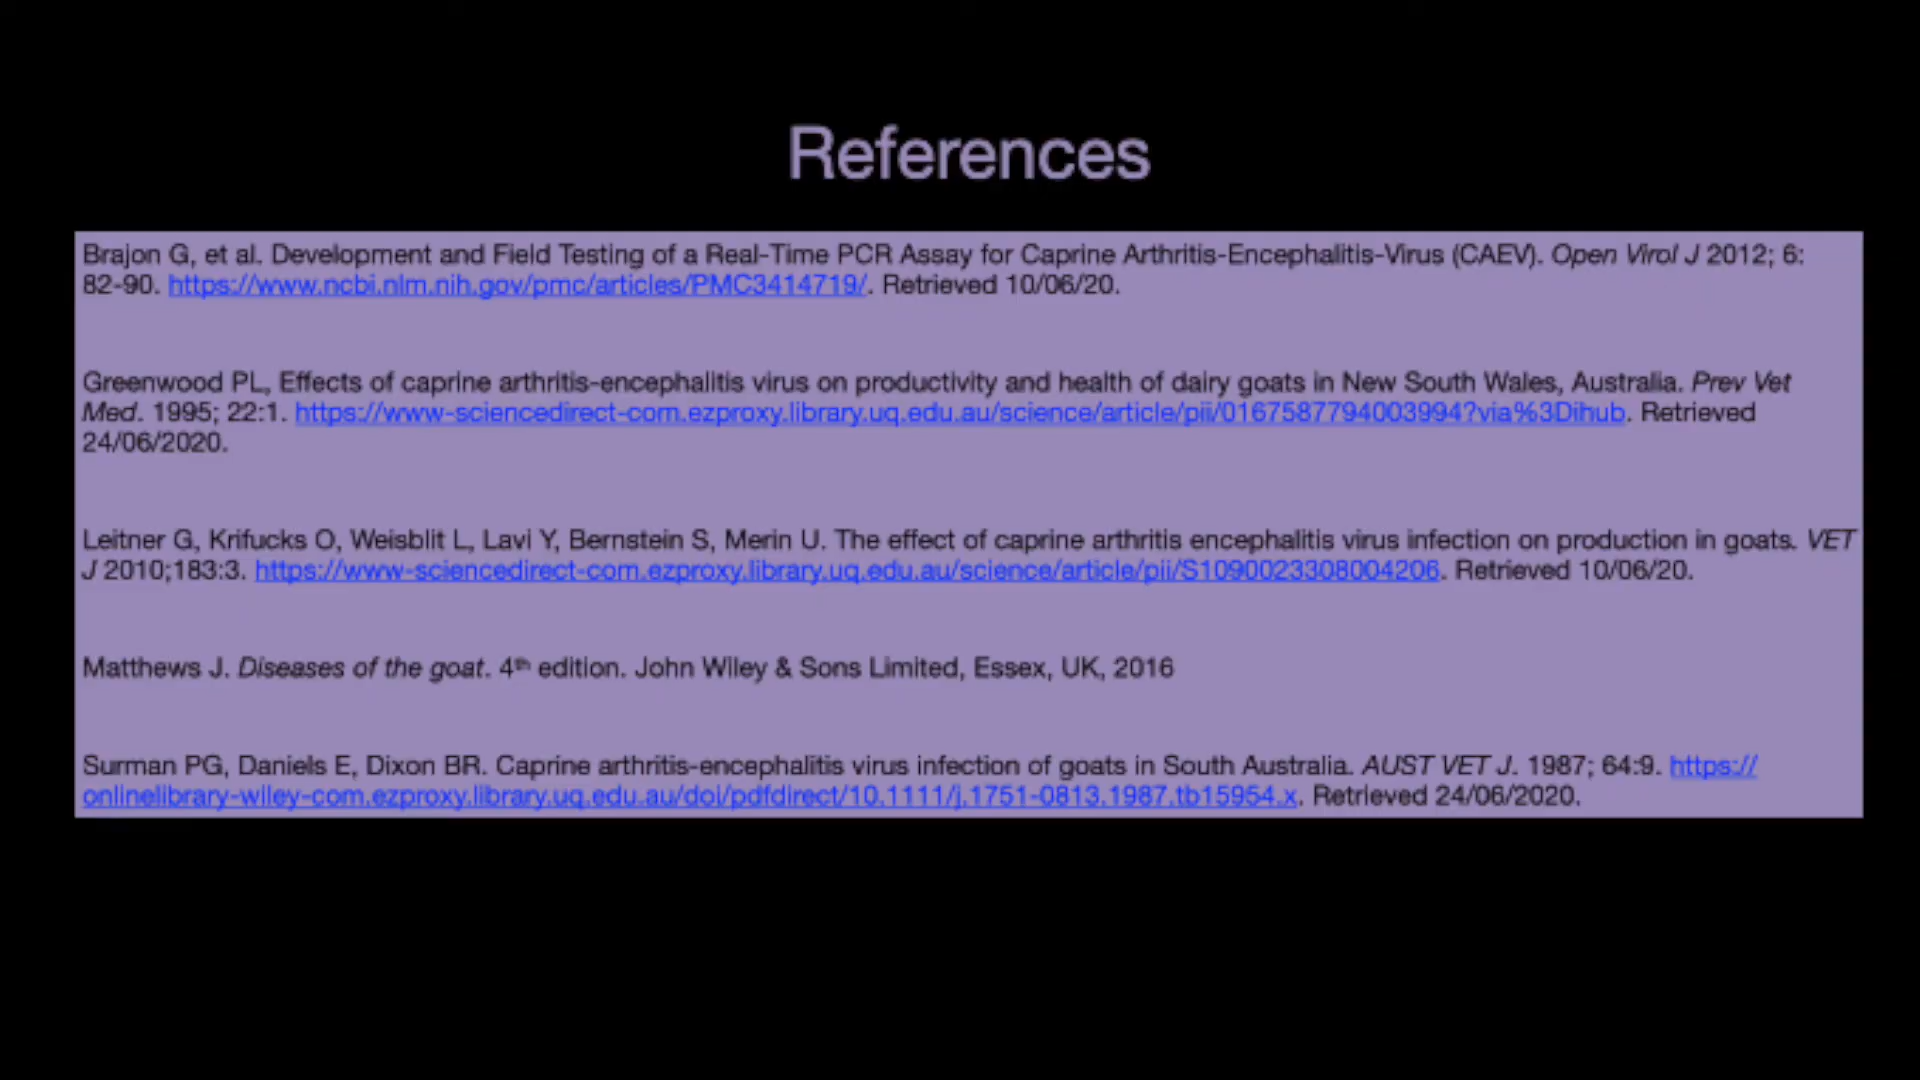 References
Brajon G, et al. Development and Field Testing of a Real-Time PCR Assay for Caprine Arthritis-Encephalitis-Virus (CAEV). Open Virol J 2012; 6:
82-90. https://www.ncbi.nlm.nih.gov/pmc/articles/PMC3414719/. Retrieved 10/06/20.
Greenwood PL, Effects of caprine arthritis-encephalitis virus on productivity and health of dairy goats in New South Wales, Australia. Prev Vet
Med. 1995; 22:1. https://www-sciencedirect-com.ezproxy.library.uq.edu.au/science/article/pii/0167587794003994?via%3Dihub. Retrieved
24/06/2020.
Leitner G, Krifucks O, Weisblit L, Lavi Y, Bernstein S, Merin U. The effect of caprine arthritis encephalitis virus infection on production in goats. VET
J 2010;183:3. https://www-sciencedirect-com.ezproxy.library.uq.edu.au/science/article/pii/S1090023308004206. Retrieved 10/06/20.
Matthews J. Diseases of the goat. 4th edition. John Wiley & Sons Limited, Essex, UK, 2016
Surman PG, Daniels E, Dixon BR. Caprine arthritis-encephalitis virus infection of goats in South Australia. AUST VET J. 1987; 64:9. https://
onlinelibrary-wiley-com.ezproxy.library.uq.edu.au/doi/pdfdirect/10.1111/j.1751-0813.1987.tb15954.x. Retrieved 24/06/2020.